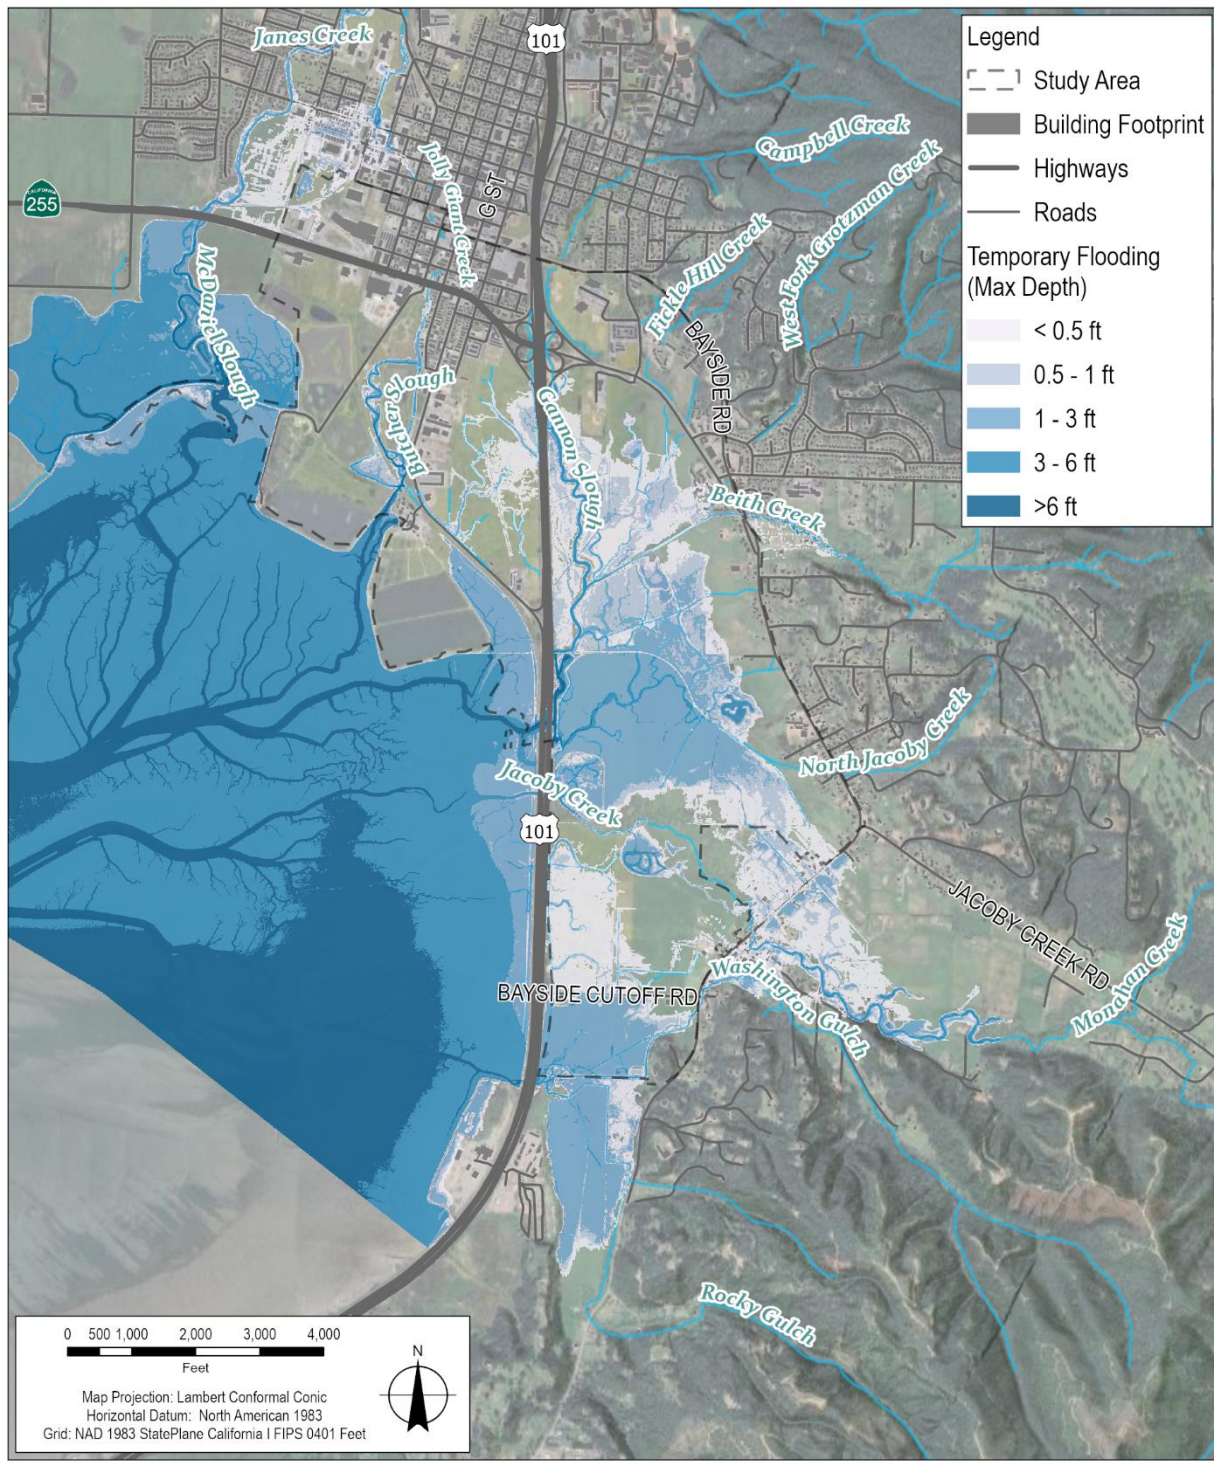 Janes Creek
101
Legend
Study Area
Building Footprint
Highways
Roads
Temporary Flooding
(Max Depth)
< 0.5 ft
0.5 - 1 ft
1 - 3 ft
3 - 6 ft
>6 ft
Campbell Creek
CALIFORNIA
255
Jolly Giant Creek
G ST
Fickle Hill Creek
West Fork Grotzman Creek
McDaniel Slough
BAYSIDE RD
Butchers Slough
Gannon Slough
Beith Creek
North Jacoby Creek
Jacoby Creek
101
JACOBY CREEK RD
BAYSIDE CUTOFF RD
Washington Gulch
Mondvan Creek
Rocky Gulch
0 500 1,000 2,000 3,000 4,000
Feet
N
Map Projection: Lambert Conformal Conic
Horizontal Datum: North American 1983
Grid: NAD 1983 StatePlane California I FIPS 0401 Feet